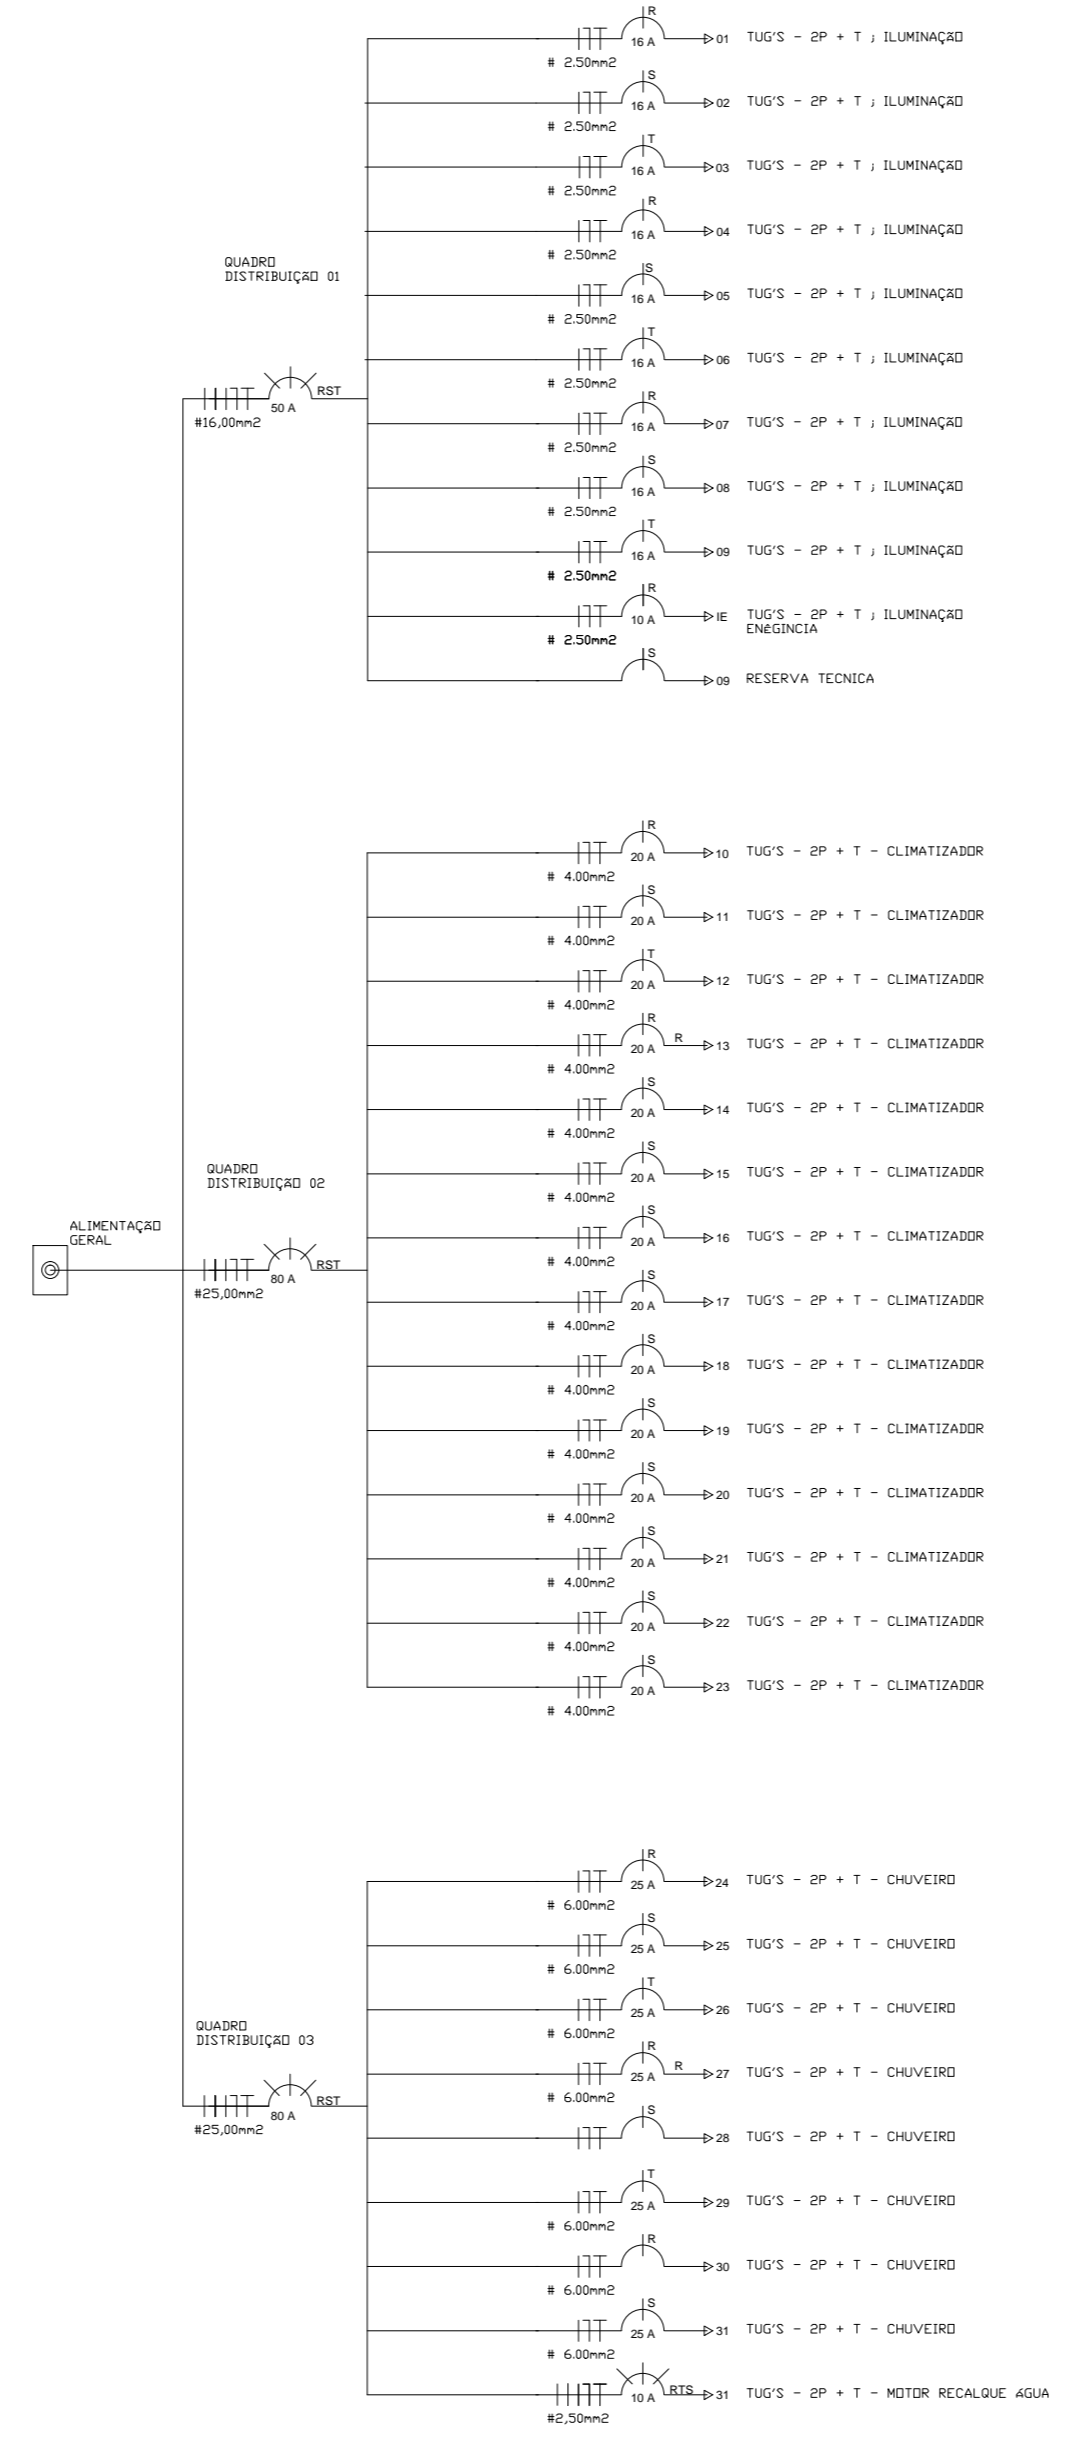 R
16 A
01 TUG'S - 2P + T ; ILUMINAÇÃO
# 2.50mm2
S
16 A
02 TUG'S - 2P + T ; ILUMINAÇÃO
# 2.50mm2
T
16 A
03 TUG'S - 2P + T ; ILUMINAÇÃO
# 2.50mm2
R
16 A
04 TUG'S - 2P + T ; ILUMINAÇÃO
# 2.50mm2
QUADRO
DISTRIBUIÇÃO 01
S
16 A
05 TUG'S - 2P + T ; ILUMINAÇÃO
# 2.50mm2
T
16 A
06 TUG'S - 2P + T ; ILUMINAÇÃO
# 2.50mm2
RST
50 A
#16,00mm2
R
16 A
07 TUG'S - 2P + T ; ILUMINAÇÃO
# 2.50mm2
S
16 A
08 TUG'S - 2P + T ; ILUMINAÇÃO
# 2.50mm2
T
16 A
09 TUG'S - 2P + T ; ILUMINAÇÃO
# 2.50mm2
R
10 A
IE TUG'S - 2P + T ; ILUMINAÇÃO
ENÊGINCIA
# 2.50mm2
S
09 RESERVA TECNICA
R
20 A
10 TUG'S - 2P + T - CLIMATIZADOR
# 4.00mm2
S
20 A
11 TUG'S - 2P + T - CLIMATIZADOR
# 4.00mm2
T
20 A
12 TUG'S - 2P + T - CLIMATIZADOR
# 4.00mm2
R
20 A
R
13 TUG'S - 2P + T - CLIMATIZADOR
# 4.00mm2
S
20 A
14 TUG'S - 2P + T - CLIMATIZADOR
# 4.00mm2
QUADRO
DISTRIBUIÇÃO 02
S
20 A
15 TUG'S - 2P + T - CLIMATIZADOR
# 4.00mm2
ALIMENTAÇÃO
GERAL
S
20 A
16 TUG'S - 2P + T - CLIMATIZADOR
# 4.00mm2
RST
80 A
#25,00mm2
S
20 A
17 TUG'S - 2P + T - CLIMATIZADOR
# 4.00mm2
S
20 A
18 TUG'S - 2P + T - CLIMATIZADOR
# 4.00mm2
S
20 A
19 TUG'S - 2P + T - CLIMATIZADOR
# 4.00mm2
S
20 A
20 TUG'S - 2P + T - CLIMATIZADOR
# 4.00mm2
S
20 A
21 TUG'S - 2P + T - CLIMATIZADOR
# 4.00mm2
S
20 A
22 TUG'S - 2P + T - CLIMATIZADOR
# 4.00mm2
S
20 A
23 TUG'S - 2P + T - CLIMATIZADOR
# 4.00mm2
R
25 A
24 TUG'S - 2P + T - CHUVEIRO
# 6.00mm2
S
25 A
25 TUG'S - 2P + T - CHUVEIRO
# 6.00mm2
T
25 A
26 TUG'S - 2P + T - CHUVEIRO
# 6.00mm2
QUADRO
DISTRIBUIÇÃO 03
R
25 A
R
27 TUG'S - 2P + T - CHUVEIRO
# 6.00mm2
RST
80 A
#25,00mm2
S
28 TUG'S - 2P + T - CHUVEIRO
T
25 A
29 TUG'S - 2P + T - CHUVEIRO
# 6.00mm2
R
30 TUG'S - 2P + T - CHUVEIRO
# 6.00mm2
S
25 A
31 TUG'S - 2P + T - CHUVEIRO
# 6.00mm2
10 A
RTS
31 TUG'S - 2P + T - MOTOR RECALQUE ÁGUA
#2,50mm2